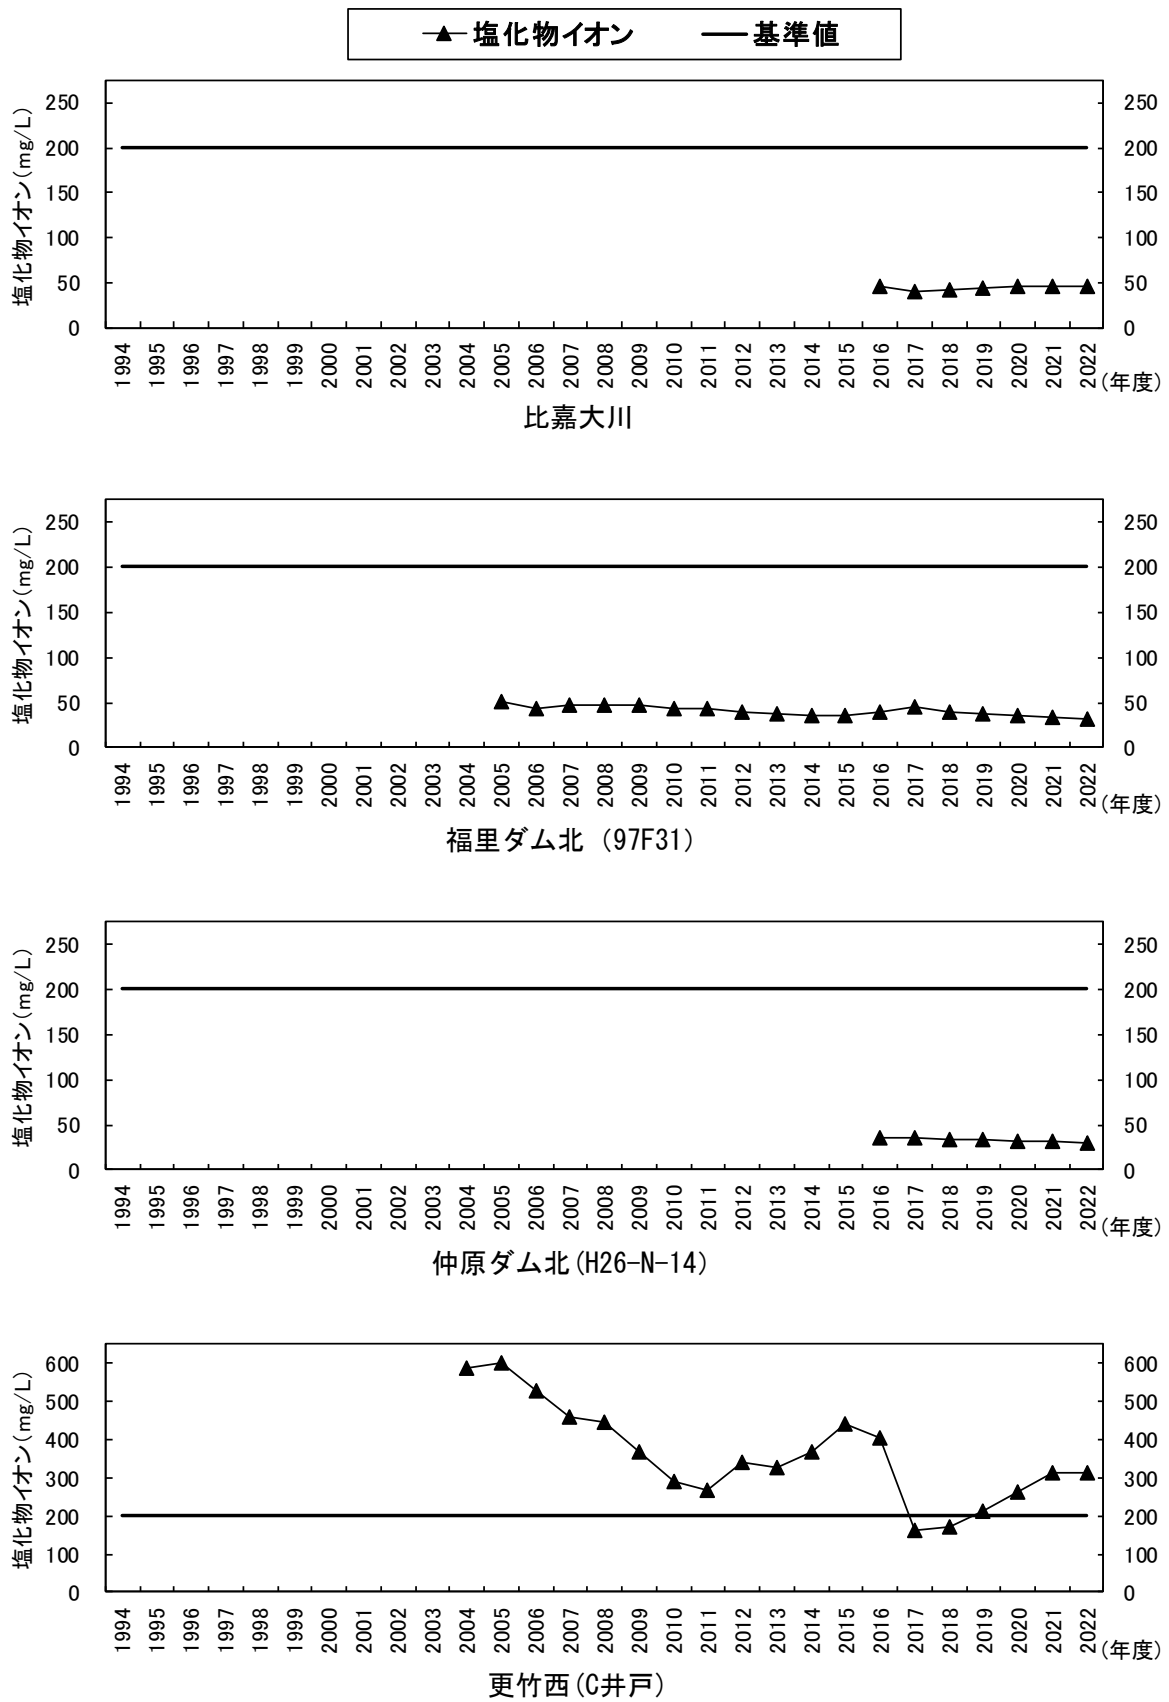 塩化物イオン 基準値
塩化物イオン(mg/L)
250 250
200 200
150 150
100 100
50 50
0 0
1994 1995 1996 1997 1998 1999 2000 2001 2002 2003 2004 2005 2006 2007 2008 2009 2010 2011 2012 2013 2014 2015 2016 2017 2018 2019 2020 2021 2022 (年度)
比嘉大川
塩化物イオン(mg/L)
250 250
200 200
150 150
100 100
50 50
0 0
1994 1995 1996 1997 1998 1999 2000 2001 2002 2003 2004 2005 2006 2007 2008 2009 2010 2011 2012 2013 2014 2015 2016 2017 2018 2019 2020 2021 2022 (年度)
福里ダム北 (97F31)
塩化物イオン(mg/L)
250 250
200 200
150 150
100 100
50 50
0 0
1994 1995 1996 1997 1998 1999 2000 2001 2002 2003 2004 2005 2006 2007 2008 2009 2010 2011 2012 2013 2014 2015 2016 2017 2018 2019 2020 2021 2022 (年度)
仲原ダム北(H26-N-14)
塩化物イオン(mg/L)
600 600
500 500
400 400
300 300
200 200
100 100
0 0
1994 1995 1996 1997 1998 1999 2000 2001 2002 2003 2004 2005 2006 2007 2008 2009 2010 2011 2012 2013 2014 2015 2016 2017 2018 2019 2020 2021 2022 (年度)
更竹西(C井戸)